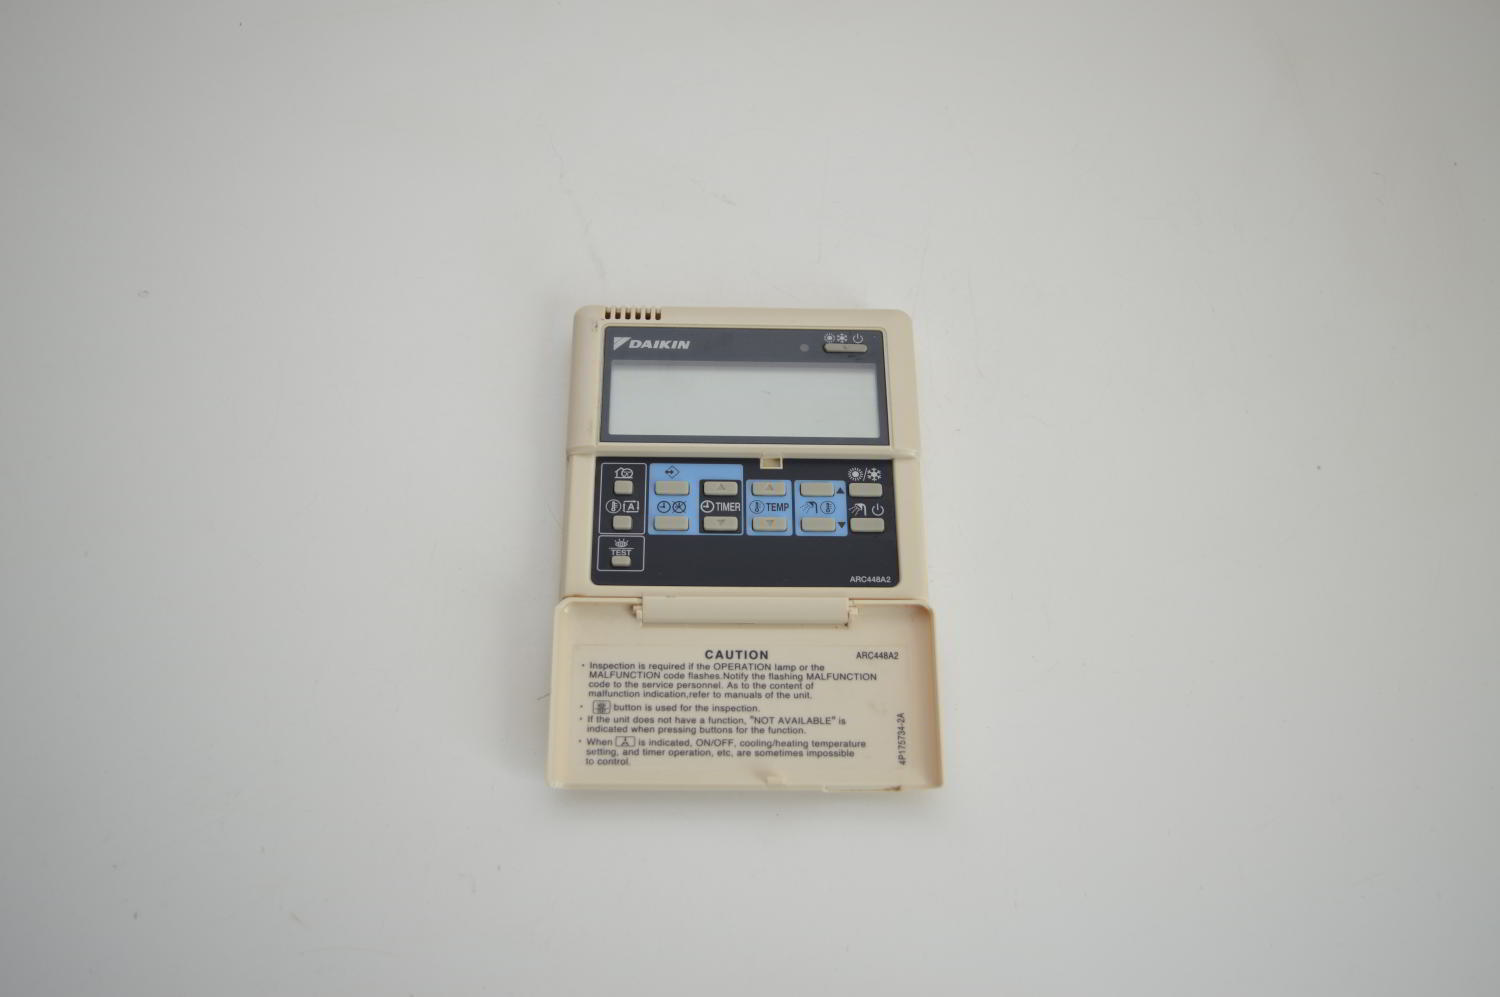 DAIKIN
TIMER
TEMP
A
TEST
ARC448A2
CAUTION
ARC448A2
• Inspection is required if the OPERATION lamp or the
MALFUNCTION code flashes.Notify the flashing MALFUNCTION
code to the service personnel. As to the content of
malfunction indication,refer to manuals of the unit.
• button is used for the inspection.
• If the unit does not have a function, "NOT AVAILABLE" is
indicated when pressing buttons for the function.
• When is indicated, ON/OFF, cooling/heating temperature
setting, and timer operation, etc, are sometimes impossible
to control.
4P175734-2A